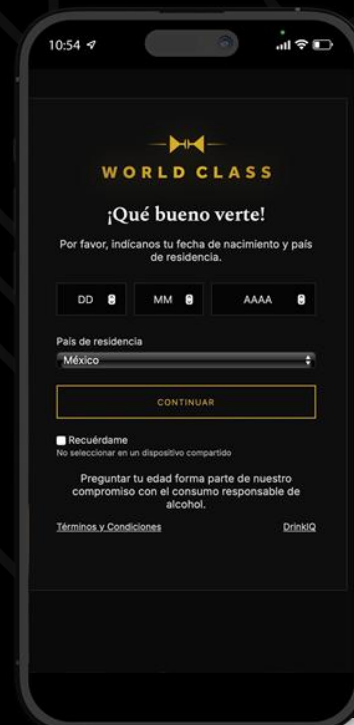 10:54
WORLD CLASS
¡Qué bueno verte!
Por favor, indícanos tu fecha de nacimiento y país
de residencia.
DD MM AAAA
País de residencia
México
CONTINUAR
Recuérdame
No seleccionar en un dispositivo compartido
Preguntar tu edad forma parte de nuestro
compromiso con el consumo responsable de
alcohol.
Términos y Condiciones DrinkIQ